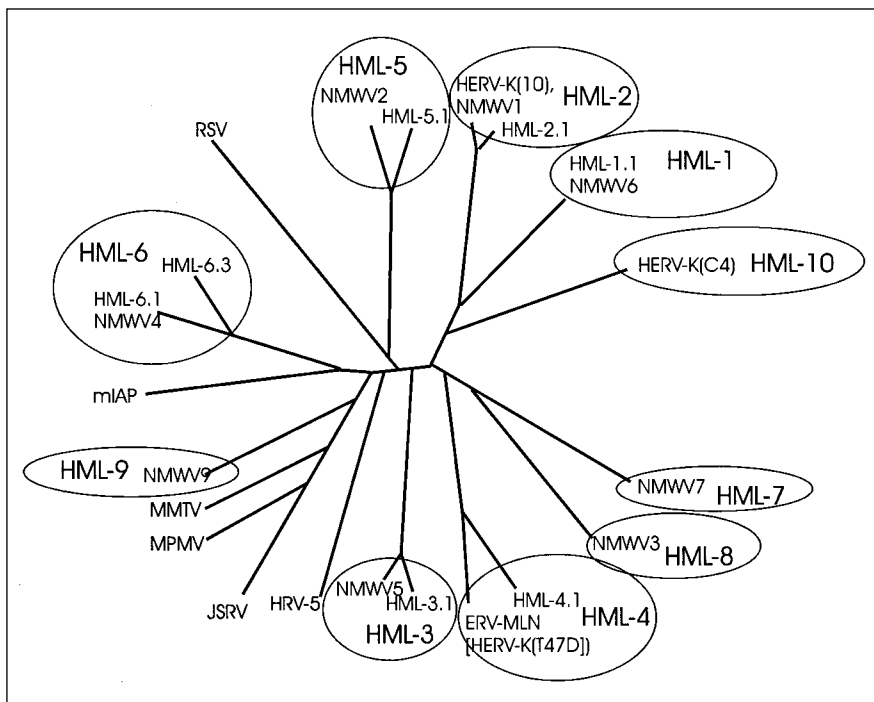 HML-5
NMWV2
HML-5.1
HERV-K(10),
NMWV1
HML-2
HML-2.1
RSV
HML-1.1
NMWV6
HML-1
HML-6
HML-6.3
HML-6.1
NMWV4
HERV-K(C4)
HML-10
mIAP
HML-9
NMWV9
MMTV
MPMV
NMWV7
HML-7
NMWV3
HML-8
JSRV
HRV-5
NMWV5
HML-3.1
HML-3
HML-4.1
HML-4
ERV-MLN
[HERV-K(T47D])